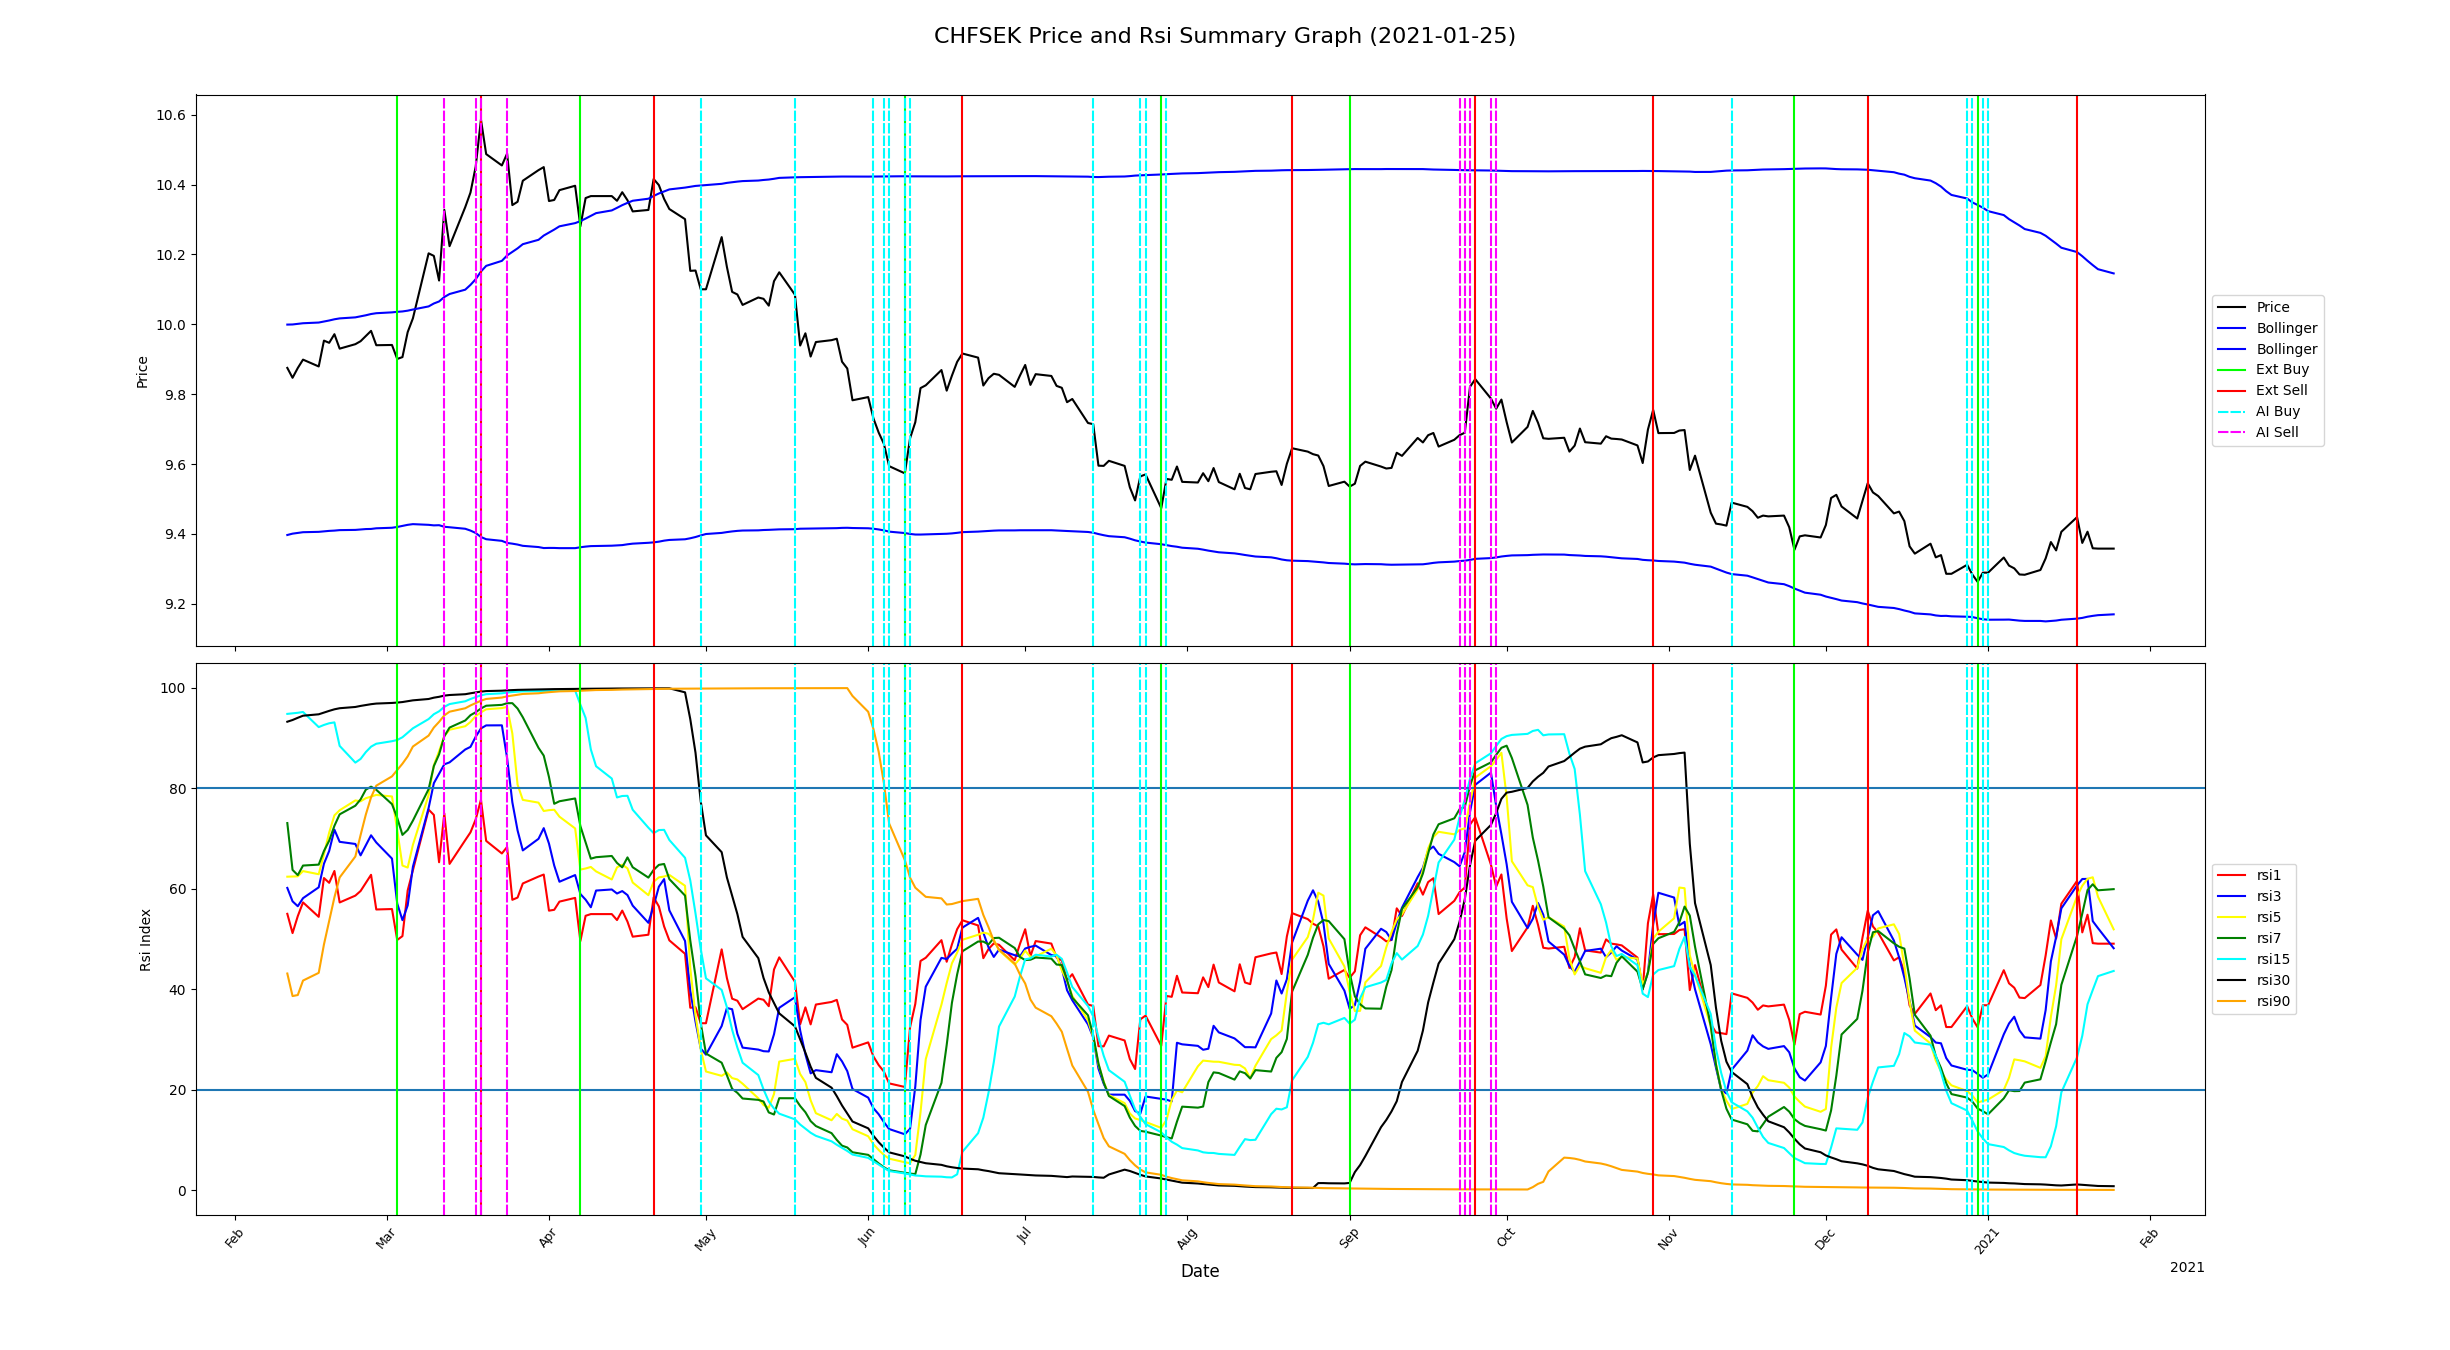 CHFSEK Price and Rsi Summary Graph (2021-01-25)
10.6
10.4
10.2
10.0
9.8
9.6
9.4
9.2
Price
Price
Bollinger
Bollinger
Ext Buy
Ext Sell
AI Buy
AI Sell
100
80
60
40
20
0
Rsi Index
rsi1
rsi3
rsi5
rsi7
rsi15
rsi30
rsi90
Feb
Mar
Apr
May
Jun
Jul
Aug
Sep
Oct
Nov
Dec
2021
Feb
Date
2021